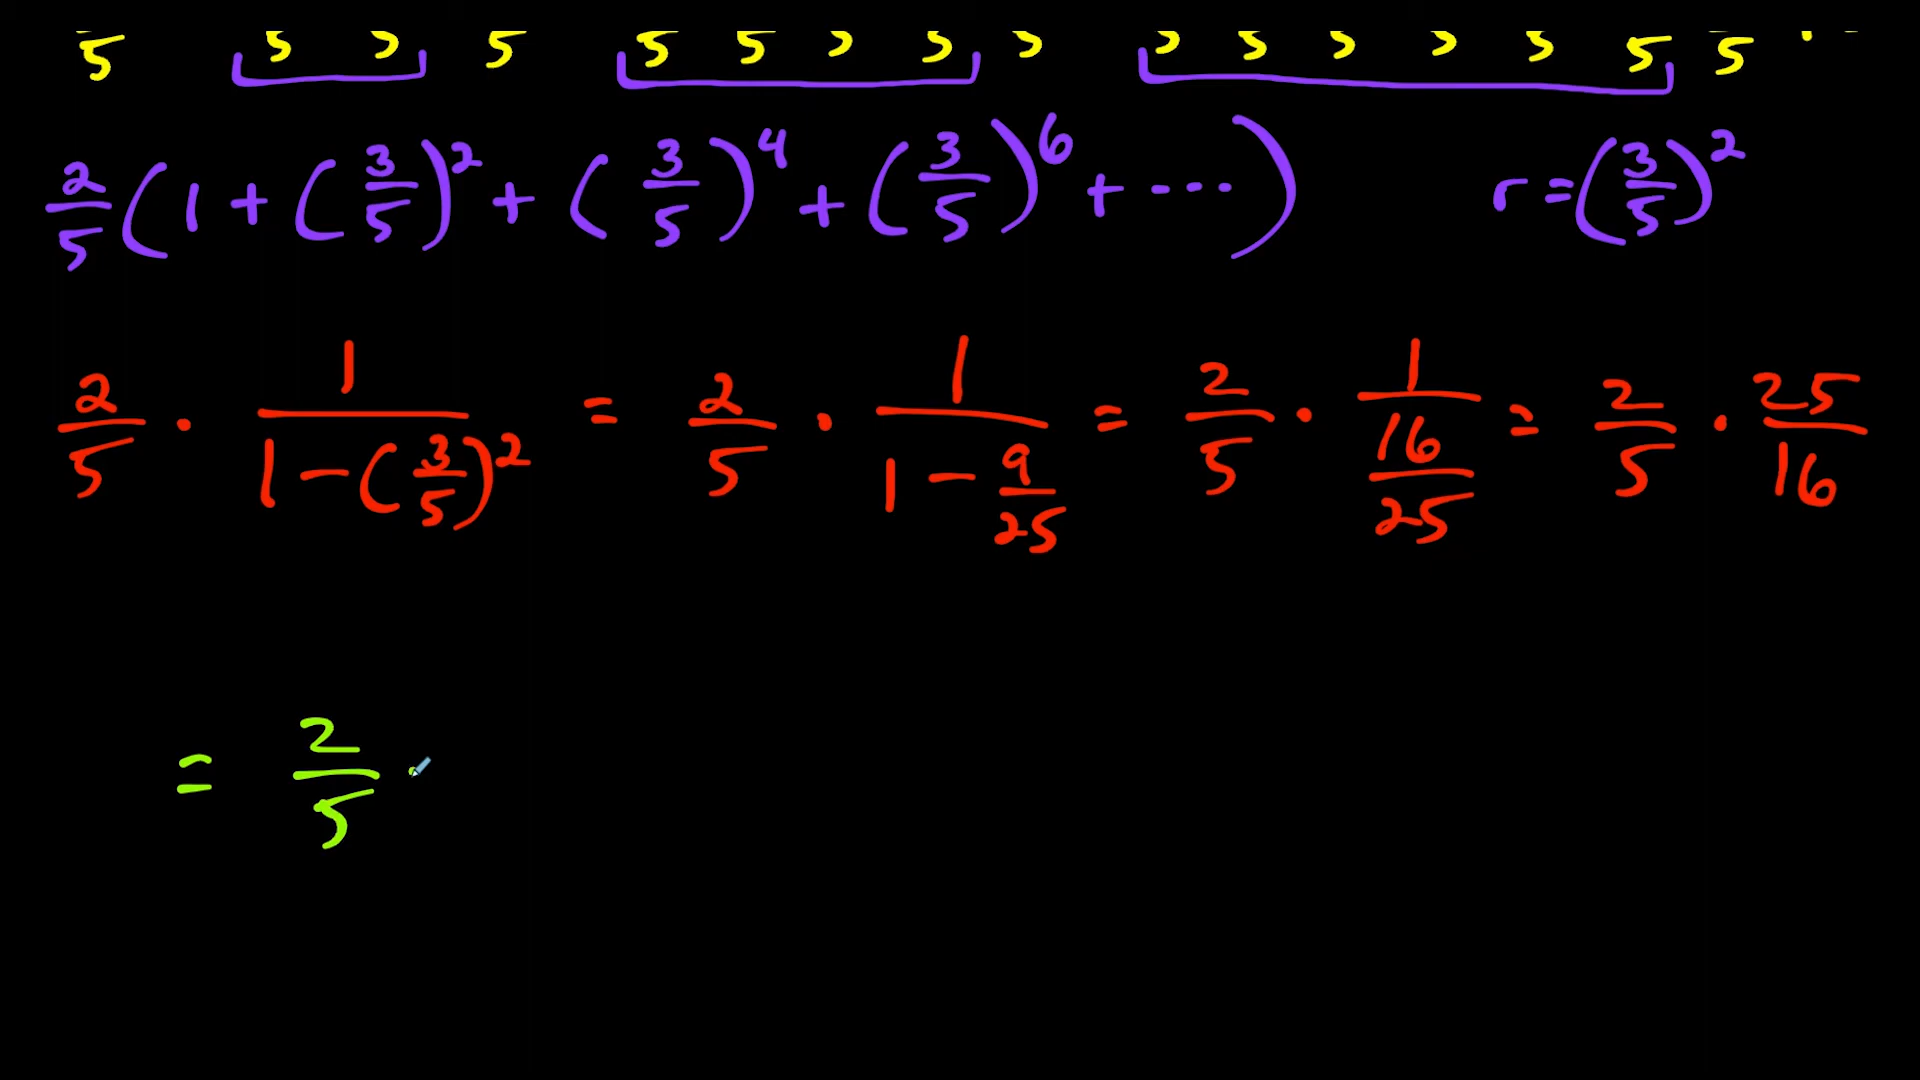 5 5 5 5 5 5 5 5 5 5 5 5 5 5 5 5
2/5 (1 + (3/5)^2 + (3/5)^4 + (3/5)^6 + ...) r = (3/5)^2
2/5 · 1/(1 - (3/5)^2) = 2/5 · 1/(1 - 9/25) = 2/5 · 1/(16/25) = 2/5 · 25/16
= 2/5 ·